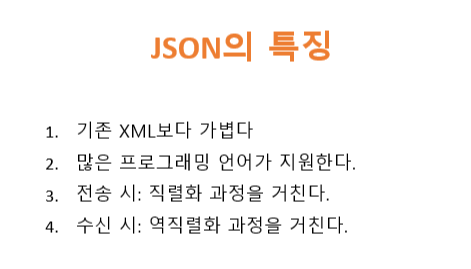 JSON의 특징
1. 기존 XML보다 가볍다
2. 많은 프로그래밍 언어가 지원한다.
3. 전송 시: 직렬화 과정을 거친다.
4. 수신 시: 역직렬화 과정을 거친다.